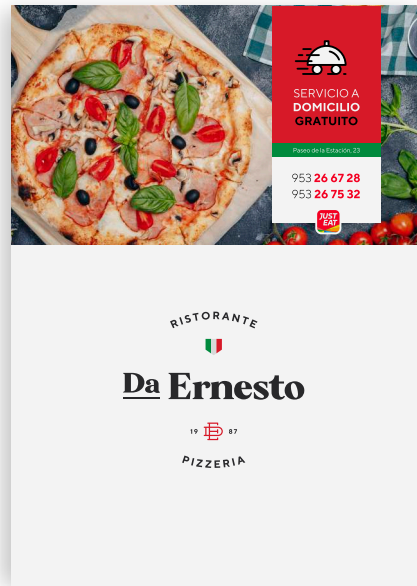 SERVICIO A
DOMICILIO
GRATUITO
Paseo de la Estación, 23
953 26 67 28
953 26 75 32
JUST
EAT
RISTORANTE
Da Ernesto
19 DE 87
PIZZERIA